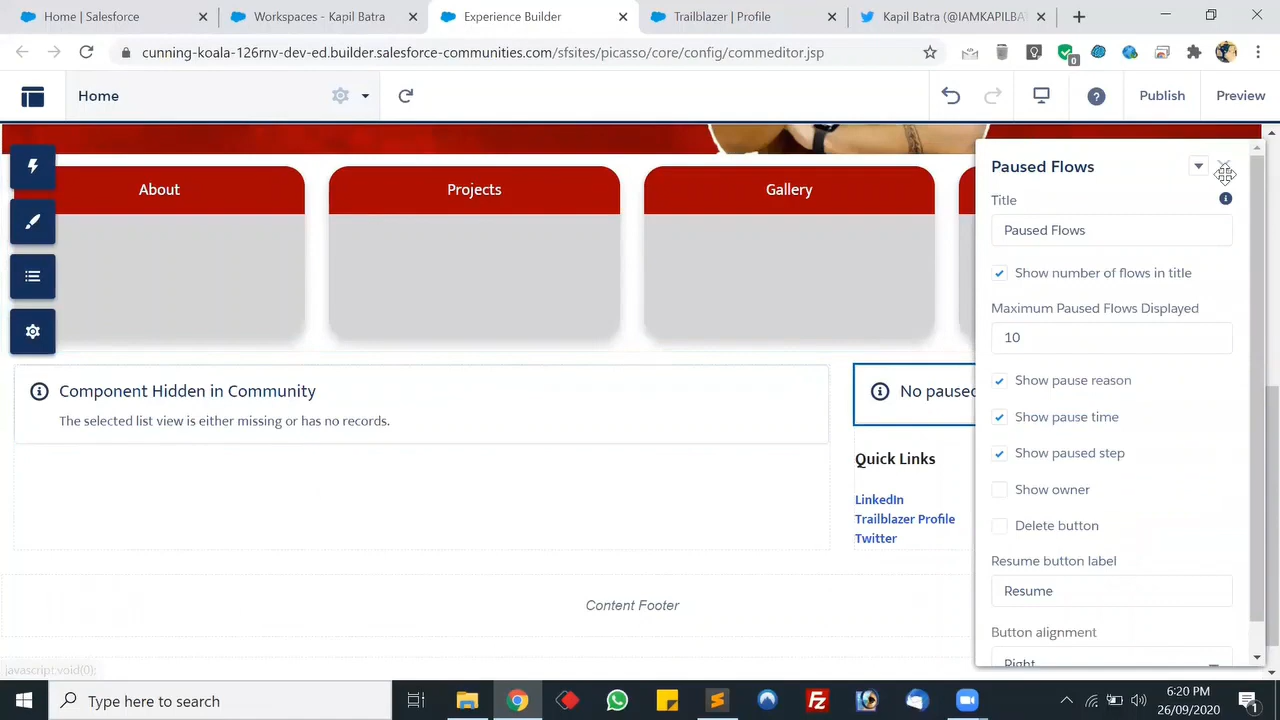 Home | Salesforce
Workspaces - Kapil Batra
Experience Builder
Trailblazer | Profile
Kapil Batra (@IAMKAPILBAT
cunning-koala-126rnv-dev-ed.builder.salesforce-communities.com/sfsites/picasso/core/config/commeditor.jsp
0
Home
Publish
Preview
About
Projects
Gallery
Component Hidden in Community
The selected list view is either missing or has no records.
No paused
Quick Links
LinkedIn
Trailblazer Profile
Twitter
Content Footer
Paused Flows
Title
Paused Flows
Show number of flows in title
Maximum Paused Flows Displayed
10
Show pause reason
Show pause time
Show paused step
Show owner
Delete button
Resume button label
Resume
Button alignment
Right
javascript:void(0);
Type here to search
6:20 PM
26/09/2020
1